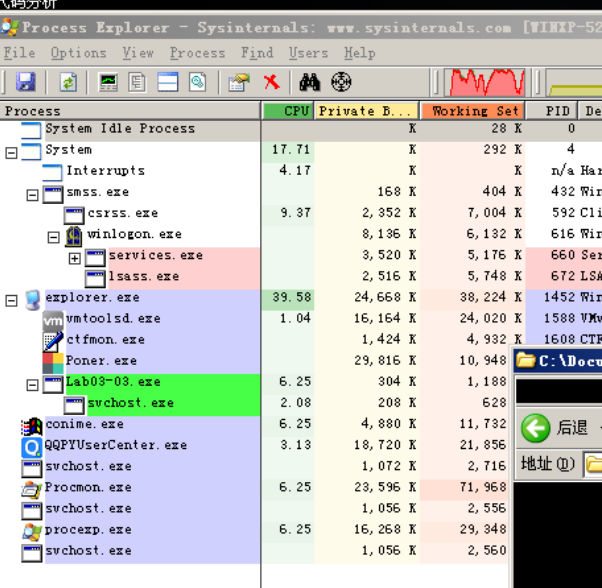 代码分析
Process Explorer - Sysinternals: www.sysinternals.com [WINXP-52
File Options View Process Find Users Help
Process CPU Private B... Working Set PID De
System Idle Process K 28 K 0
System 17.71 K 292 K 4
Interrupts 4.17 K K n/a Har
smss.exe 168 K 404 K 432 Win
csrss.exe 9.37 2,352 K 7,004 K 592 Cli
winlogon.exe 8,136 K 6,132 K 616 Win
services.exe 3,520 K 5,176 K 660 Ser
lsass.exe 2,516 K 5,748 K 672 LSA
explorer.exe 39.58 24,668 K 38,224 K 1452 Win
vmtoolsd.exe 1.04 16,164 K 24,020 K 1588 VMw
ctfmon.exe 1,424 K 4,932 K 1608 CTF
Poner.exe 29,816 K 10,948
C:\Docu
Lab03-03.exe 6.25 304 K 1,188
svchost.exe 2.08 208 K 628
conime.exe 6.25 4,880 K 11,732
后退
QQPYUserCenter.exe 3.13 18,720 K 21,856
svchost.exe 1,072 K 2,716
地址(D)
Procmon.exe 6.25 23,596 K 71,968
svchost.exe 1,056 K 2,556
procexp.exe 6.25 16,268 K 29,348
svchost.exe 1,056 K 2,560